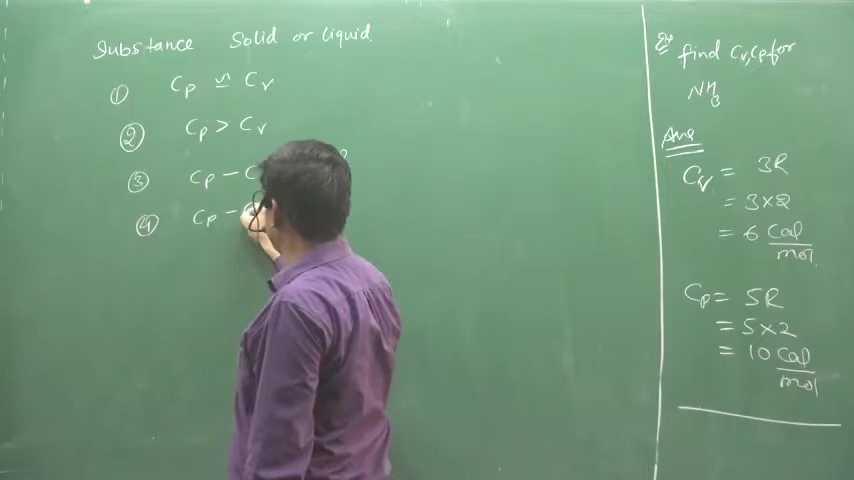 Substance Solid or liquid
① Cp ≃ Cv
② Cp > Cv
③ Cp -
④ Cp -
Ex find Cv, Cp for
NH3
Ans
Cv = 3R
= 3×2
= 6 Cal/mol.
Cp = 5R
= 5×2
= 10 Cal/mol